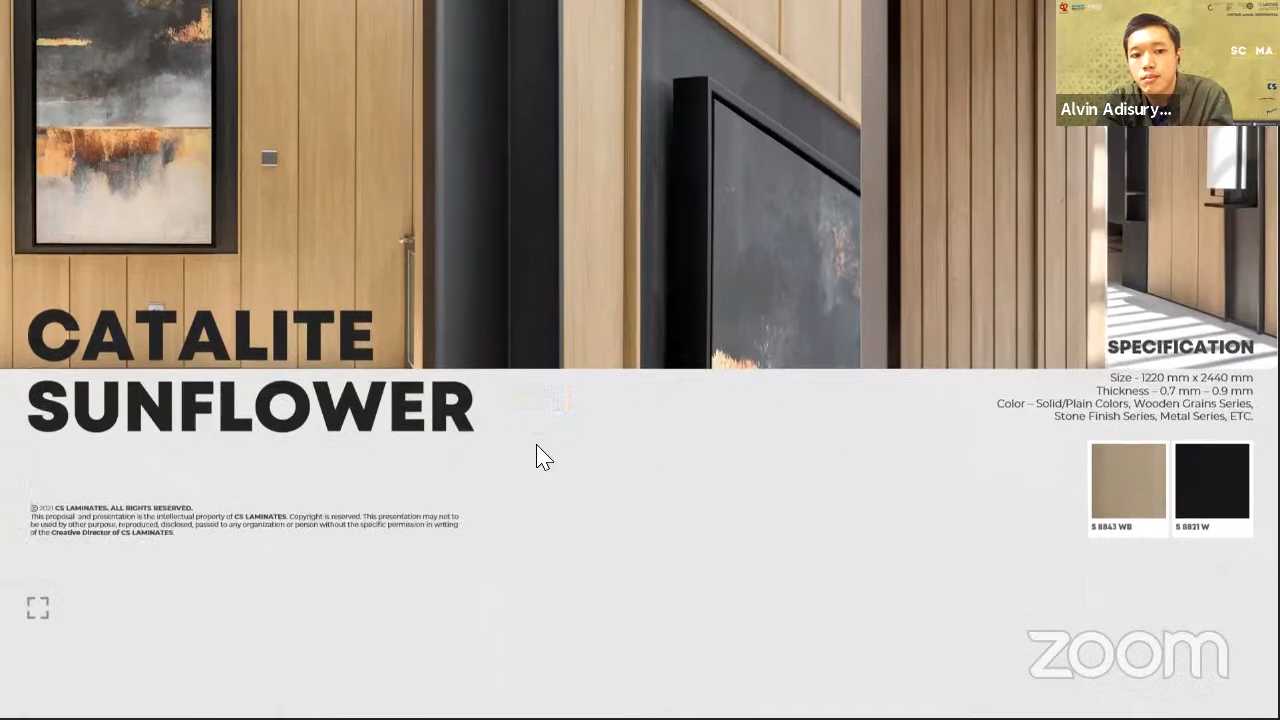 SC MA
CS
Alvin Adisury...
CATALITE
SUNFLOWER
SPECIFICATION
Size - 1220 mm x 2440 mm
Thickness – 0.7 mm – 0.9 mm
Color – Solid/Plain Colors, Wooden Grains Series,
Stone Finish Series, Metal Series, ETC.
S 8843 WB
S 8821 W
© 2021 CS LAMINATES. ALL RIGHTS RESERVED.
This proposal and presentation is the intellectual property of CS LAMINATES. Copyright is reserved. This presentation may not to
be used by other purpose, reproduced, disclosed, passed to any organization or person without the specific permission in writing
of the Creative Director of CS LAMINATES.
zoom